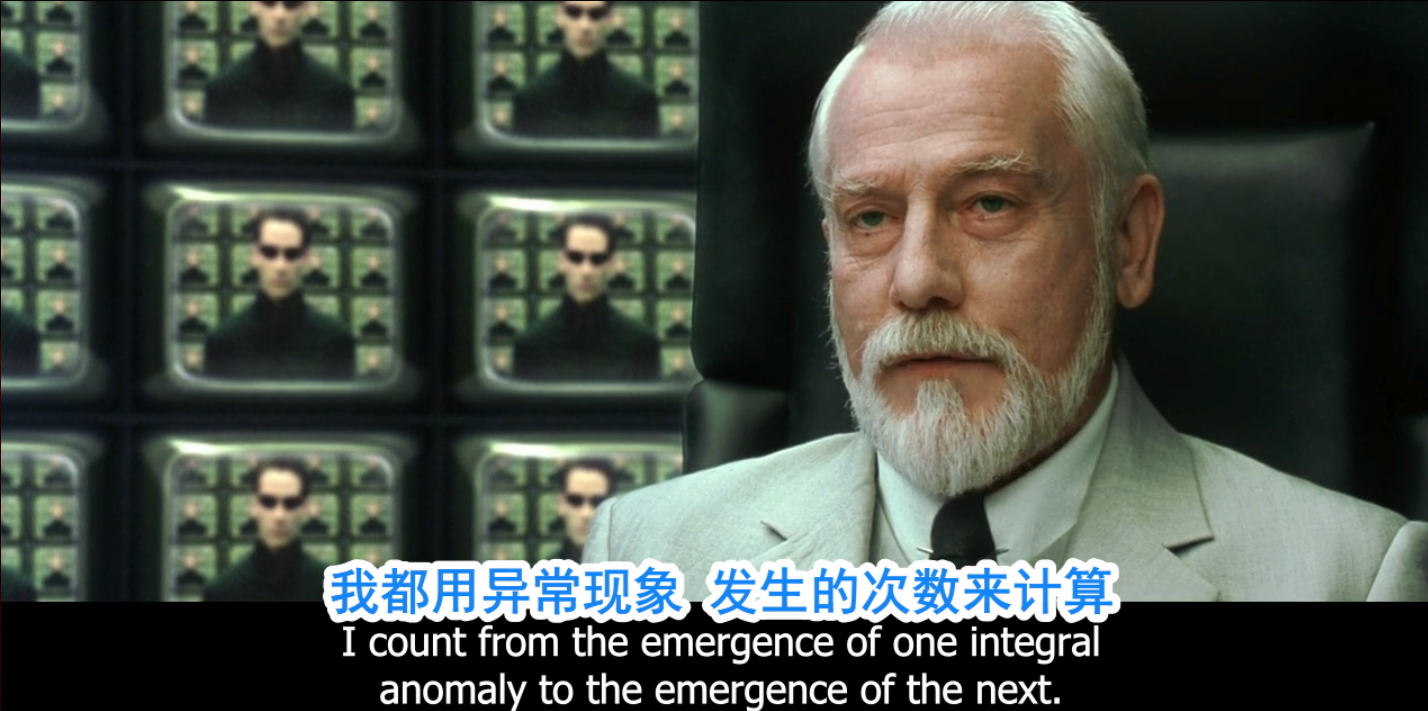 我都用异常现象 发生的次数来计算
I count from the emergence of one integral
anomaly to the emergence of the next.